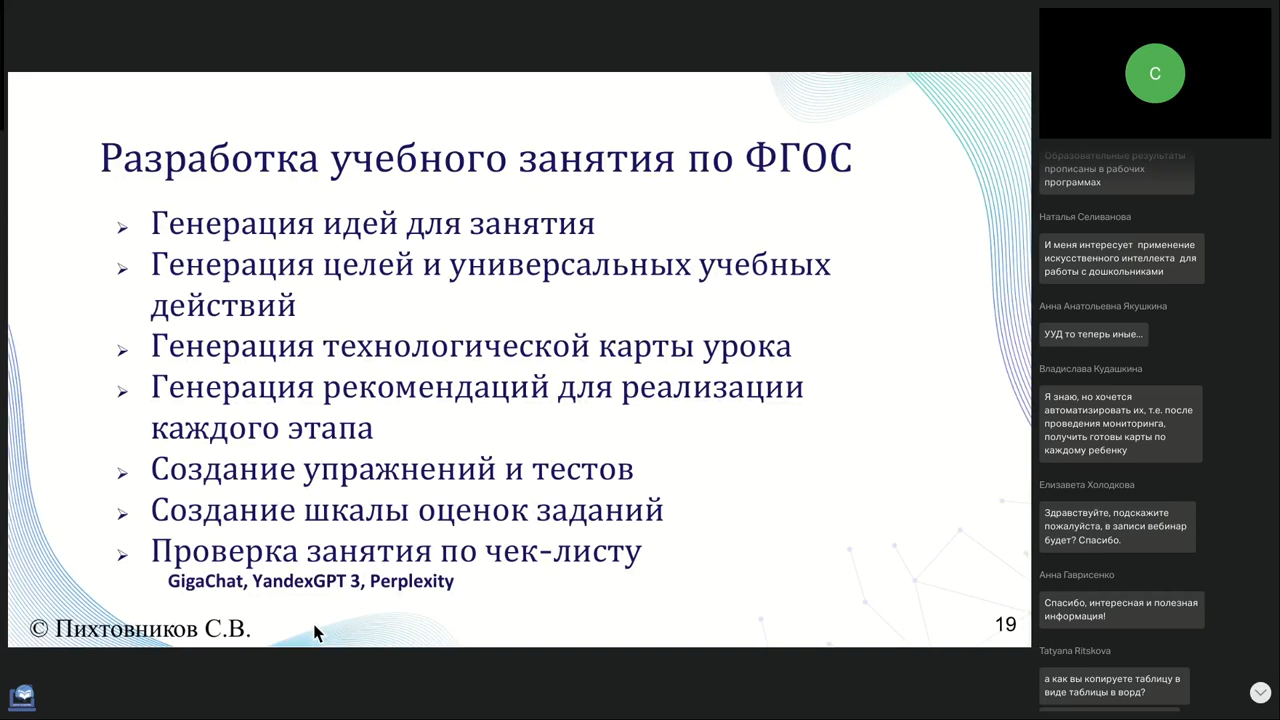 Разработка учебного занятия по ФГОС
Генерация идей для занятия
Генерация целей и универсальных учебных
действий
Генерация технологической карты урока
Генерация рекомендаций для реализации
каждого этапа
Создание упражнений и тестов
Создание шкалы оценок заданий
Проверка занятия по чек-листу
GigaChat, YandexGPT 3, Perplexity
© Пихтовников С.В.
19
С
Образовательные результаты
прописаны в рабочих
программах
Наталья Селиванова
И меня интересует применение
искусственного интеллекта для
работы с дошкольниками
Анна Анатольевна Якушкина
УУД то теперь иные...
Владислава Кудашкина
Я знаю, но хочется
автоматизировать их, т.е. после
проведения мониторинга,
получить готовы карты по
каждому ребенку
Елизавета Холодкова
Здравствуйте, подскажите
пожалуйста, в записи вебинар
будет? Спасибо.
Анна Гаврисенко
Спасибо, интересная и полезная
информация!
Tatyana Ritskova
а как вы копируете таблицу в
виде таблицы в ворд?